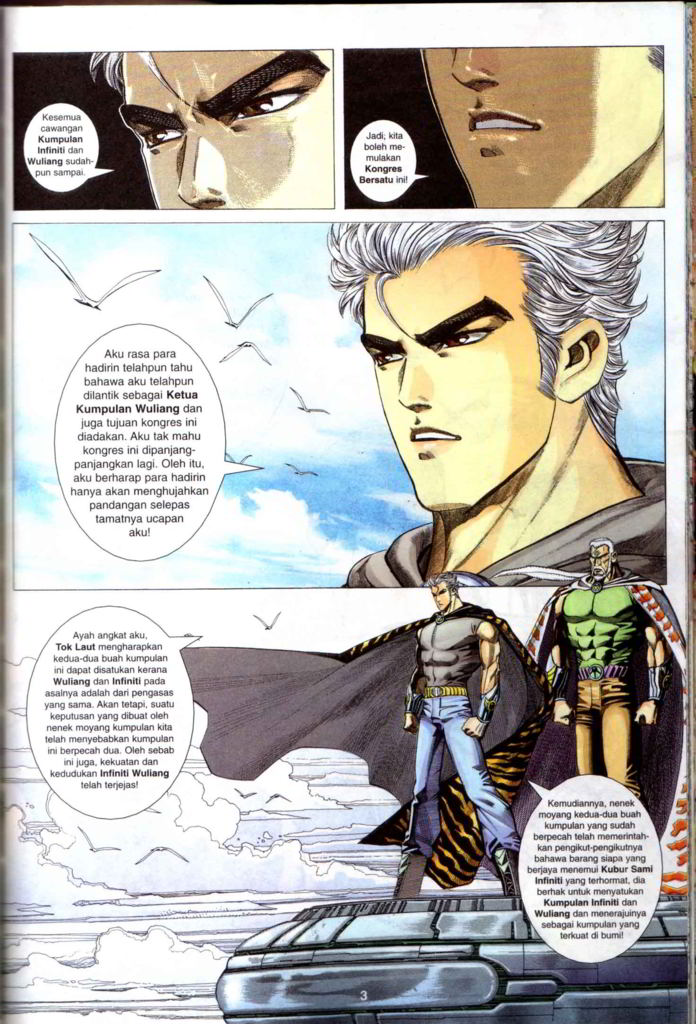 Kesemua
cawangan
Kumpulan
Infiniti dan
Wuliang sudah-
pun sampai.
Jadi; kita
boleh me-
mulakan
Kongres
Bersatu ini!
Aku rasa para
hadirin telahpun tahu
bahawa aku telahpun
dilantik sebagai Ketua
Kumpulan Wuliang dan
juga tujuan kongres ini
diadakan. Aku tak mahu
kongres ini dipanjang-
panjangkan lagi. Oleh itu,
aku berharap para hadirin
hanya akan menghujahkan
pandangan selepas
tamatnya ucapan
aku!
Ayah angkat aku,
Tok Laut mengharapkan
kedua-dua buah kumpulan
ini dapat disatukan kerana
Wuliang dan Infiniti pada
asalnya adalah dari pengasas
yang sama. Akan tetapi, suatu
keputusan yang dibuat oleh
nenek moyang kumpulan kita
telah menyebabkan kumpulan
ini berpecah dua. Oleh sebab
ini juga, kekuatan dan
kedudukan Infiniti Wuliang
telah terjejas!
Kemudiannya, nenek
moyang kedua-dua buah
kumpulan yang sudah
berpecah telah memerintah-
kan pengikut-pengikutnya
bahawa barang siapa yang
berjaya menemui Kubur Sami
Infiniti yang terhormat, dia
berhak untuk menyatukan
Kumpulan Infiniti dan
Wuliang dan menerajuinya
sebagai kumpulan yang
terkuat di bumi!
3